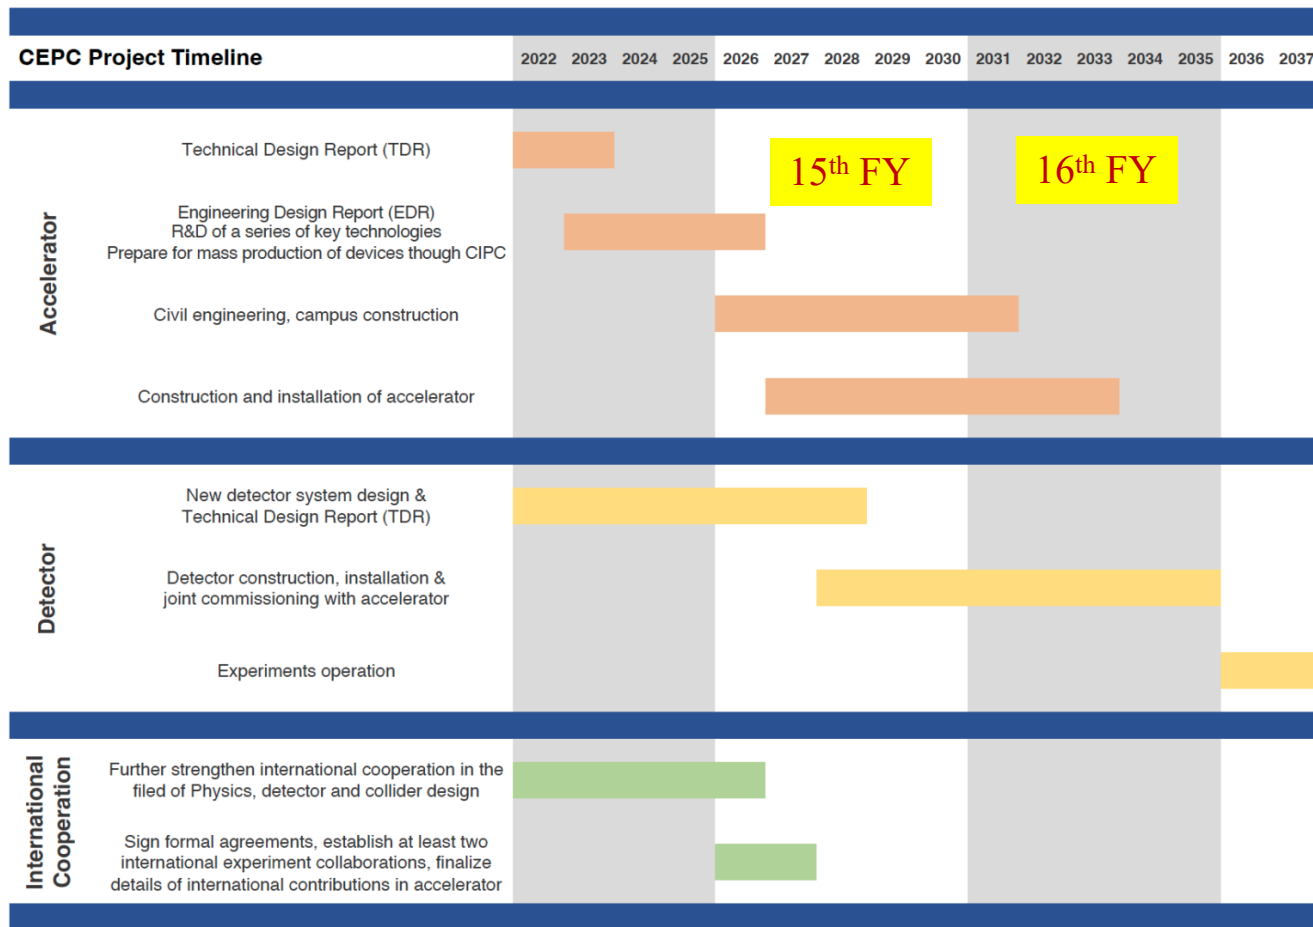 CEPC Project Timeline
2022 2023 2024 2025 2026 2027 2028 2029 2030 2031 2032 2033 2034 2035 2036 2037
Accelerator
Technical Design Report (TDR)
15th FY
16th FY
Engineering Design Report (EDR)
R&D of a series of key technologies
Prepare for mass production of devices though CIPC
Civil engineering, campus construction
Construction and installation of accelerator
Detector
New detector system design &
Technical Design Report (TDR)
Detector construction, installation &
joint commissioning with accelerator
Experiments operation
International
Cooperation
Further strengthen international cooperation in the
filed of Physics, detector and collider design
Sign formal agreements, establish at least two
international experiment collaborations, finalize
details of international contributions in accelerator